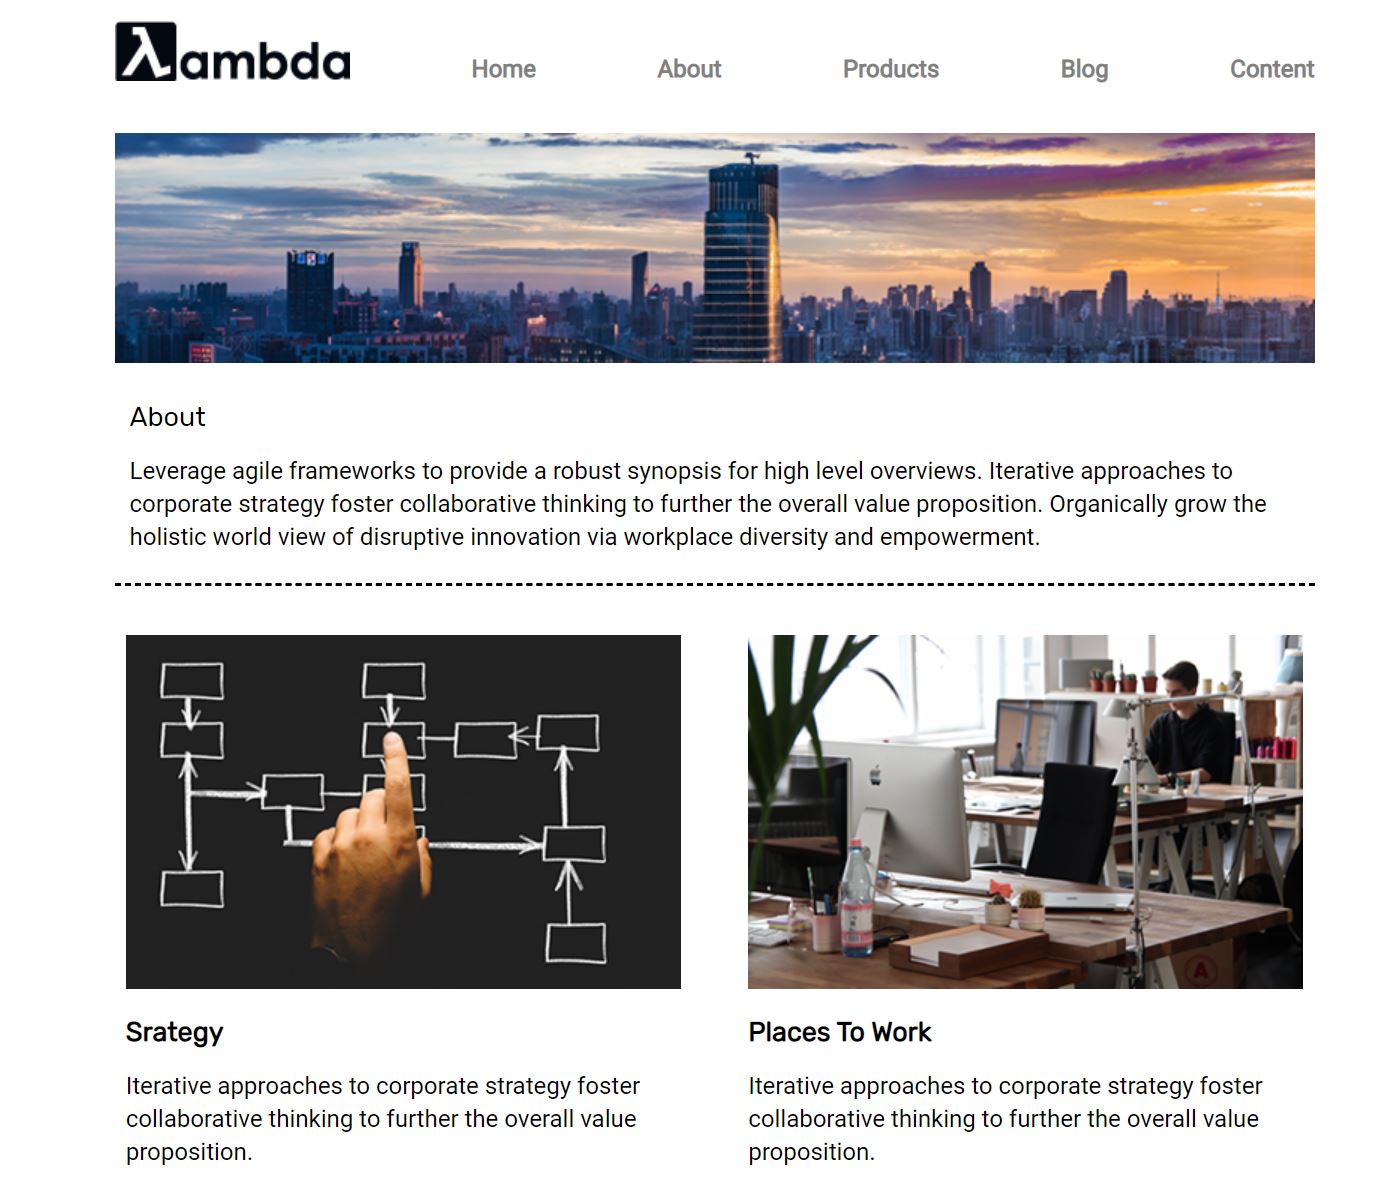 λambda
Home About Products Blog Content
About
Leverage agile frameworks to provide a robust synopsis for high level overviews. Iterative approaches to
corporate strategy foster collaborative thinking to further the overall value proposition. Organically grow the
holistic world view of disruptive innovation via workplace diversity and empowerment.
Srategy
Iterative approaches to corporate strategy foster
collaborative thinking to further the overall value
proposition.
A
Places To Work
Iterative approaches to corporate strategy foster
collaborative thinking to further the overall value
proposition.